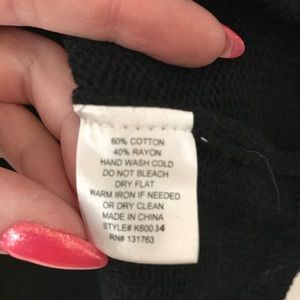 60% COTTON
40% RAYON
HAND WASH COLD
DO NOT BLEACH
DRY FLAT
WARM IRON IF NEEDED
OR DRY CLEAN
MADE IN CHINA
STYLE# K60034
RN# 131763